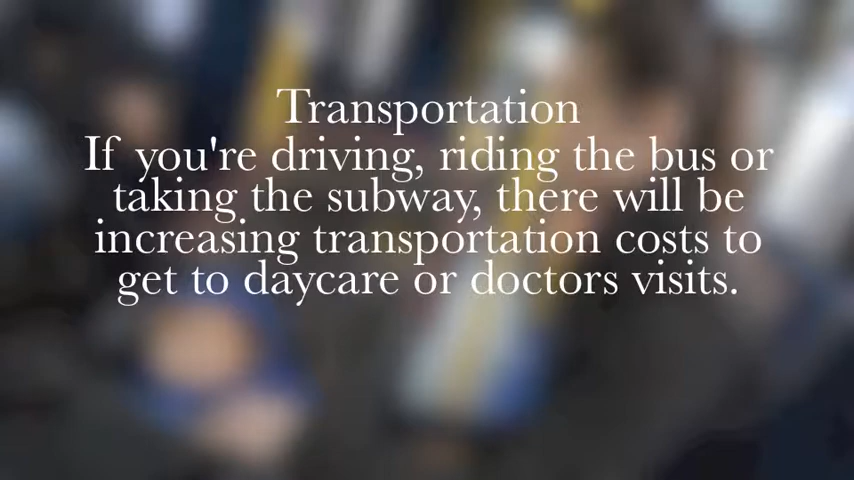 Transportation
If you're driving, riding the bus or
taking the subway, there will be
increasing transportation costs to
get to daycare or doctors visits.